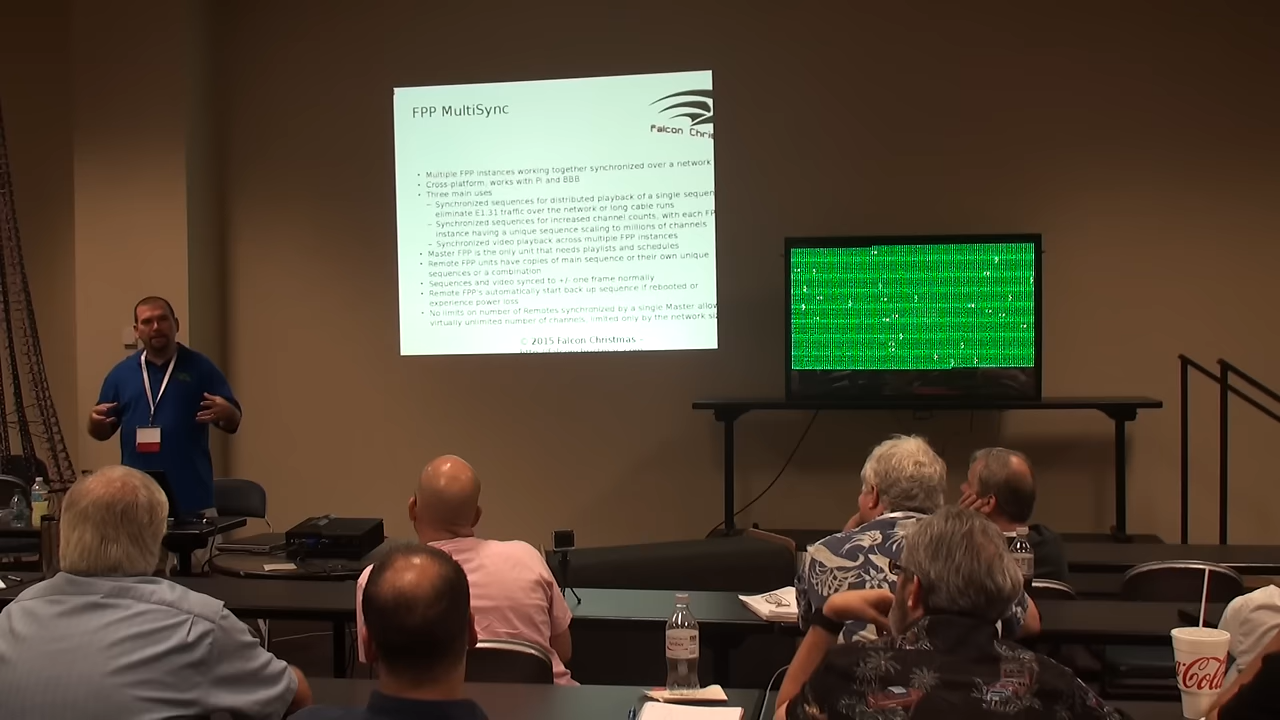 FPP MultiSync
Falcon Chris
• Multiple FPP instances working together synchronized over a network
• Cross-platform, works with Pi and BBB
• Three main uses
– Synchronized sequences for distributed playback of a single sequen
eliminate E1.31 traffic over the network or long cable runs
– Synchronized sequences for increased channel counts, with each FP
instance having a unique sequence scaling to millions of channels
– Synchronized video playback across multiple FPP instances
• Master FPP is the only unit that needs playlists and schedules
• Remote FPP units have copies of main sequence or their own unique
sequences or a combination
• Sequences and video synced to +/- one frame normally
• Remote FPP's automatically start back up sequence if rebooted or
experience power loss
• No limits on number of Remotes synchronized by a single Master allow
virtually unlimited number of channels, limited only by the network si
© 2015 Falcon Christmas –
Cola